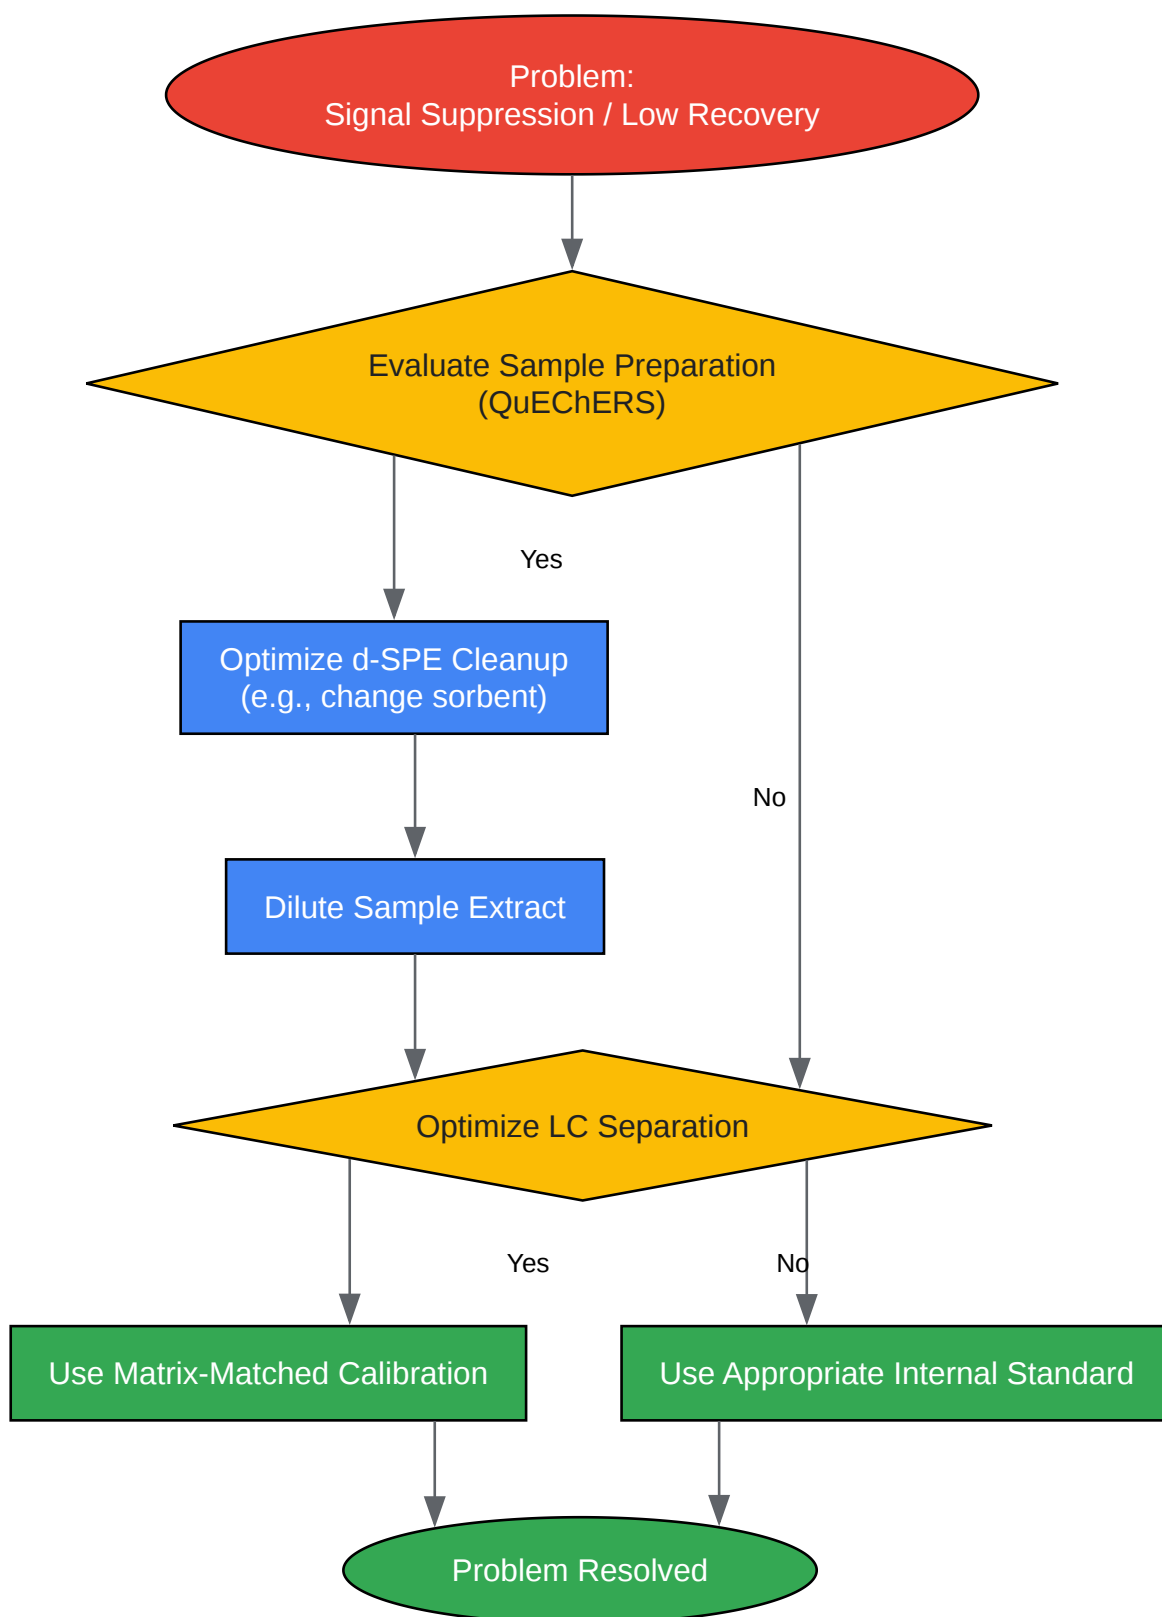 Problem:
Signal Suppression / Low Recovery
Evaluate Sample Preparation
(QuEChERS)
Yes
Optimize d-SPE Cleanup
(e.g., change sorbent)
No
Dilute Sample Extract
Optimize LC Separation
Yes
No
Use Matrix-Matched Calibration
Use Appropriate Internal Standard
Problem Resolved